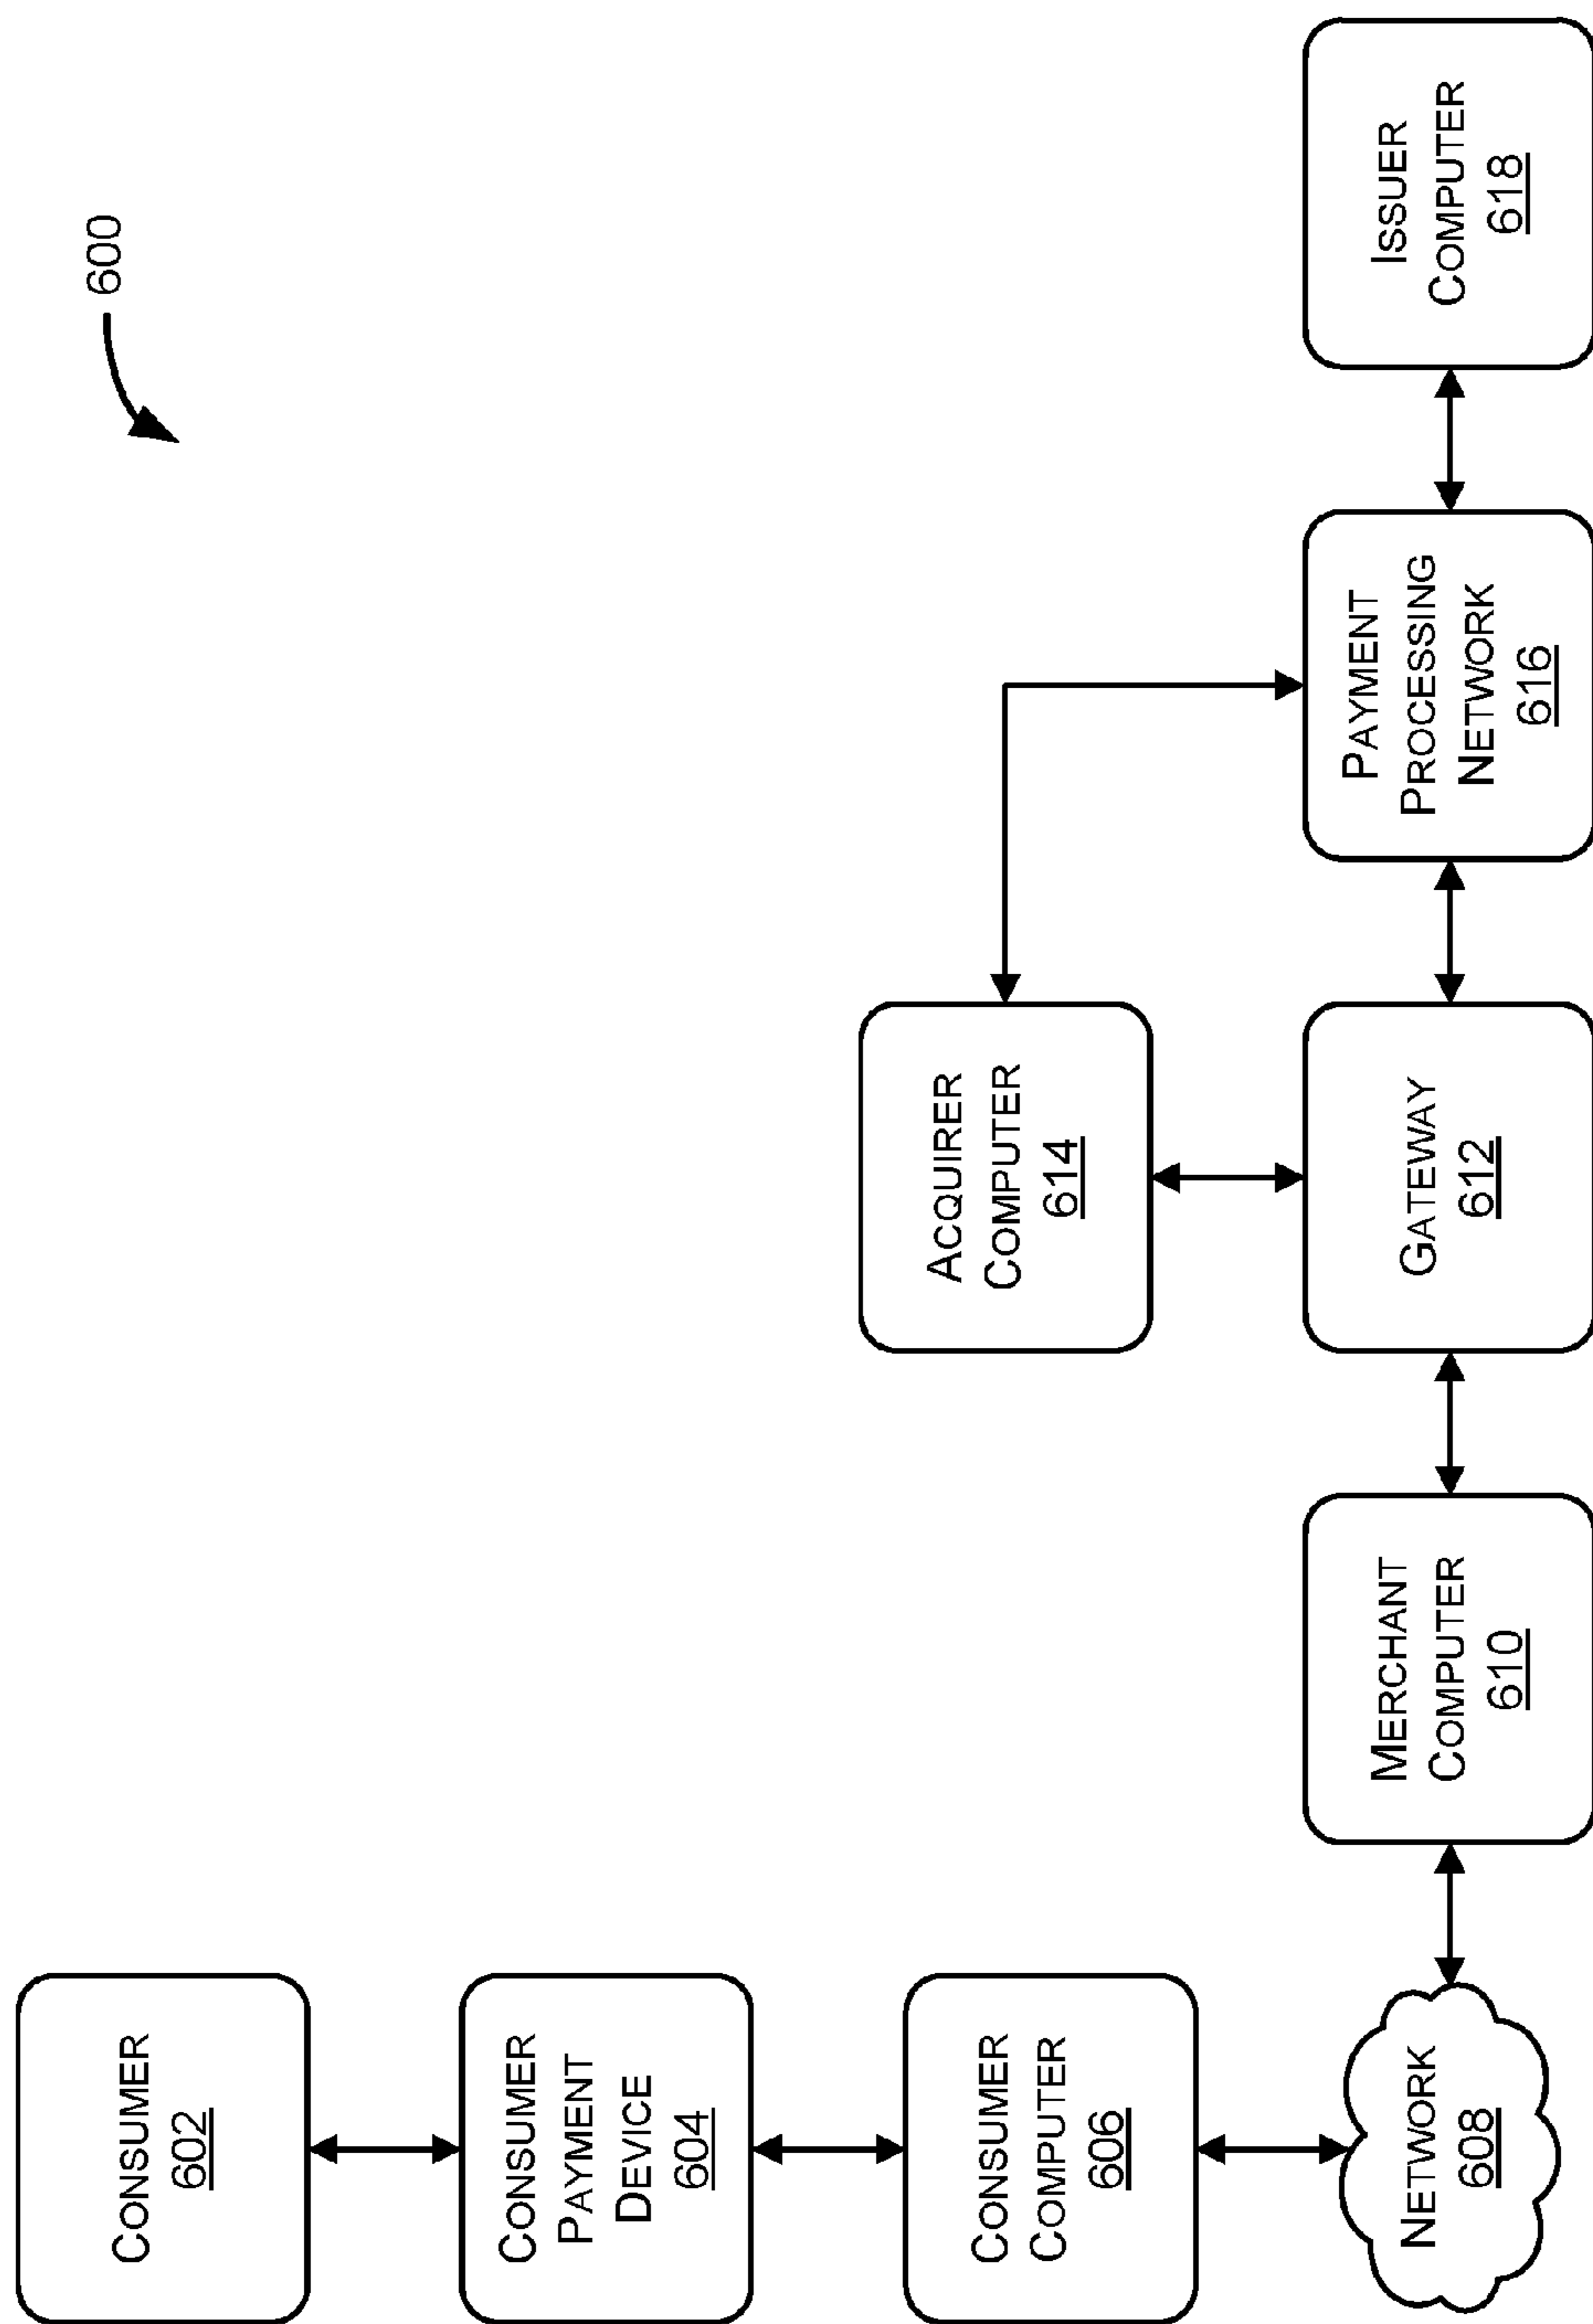 600
CONSUMER
602
CONSUMER
PAYMENT
DEVICE
604
CONSUMER
COMPUTER
606
NETWORK
608
MERCHANT
COMPUTER
610
GATEWAY
612
ACQUIRER
COMPUTER
614
PAYMENT
PROCESSING
NETWORK
616
ISSUER
COMPUTER
618